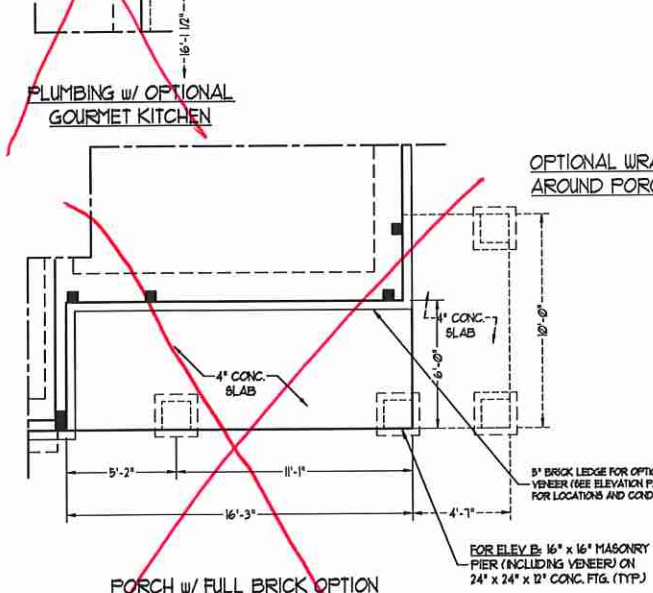 16'-1 1/2"
PLUMBING w/ OPTIONAL
GOURMET KITCHEN
OPTIONAL WRA
AROUND PORC
4" CONC.
SLAB
6'-0"
10'-0"
4" CONC.
SLAB
5'-2"
11'-1"
16'-3"
4'-7"
5" BRICK LEDGE FOR OPTIO
VENEER (SEE ELEVATION P
FOR LOCATIONS AND COND
FOR ELEV B: 16" x 16" MASONRY
PIER (INCLUDING VENEER) ON
24" x 24" x 12" CONC. FTG. (TYP.)
PORCH w/ FULL BRICK OPTION